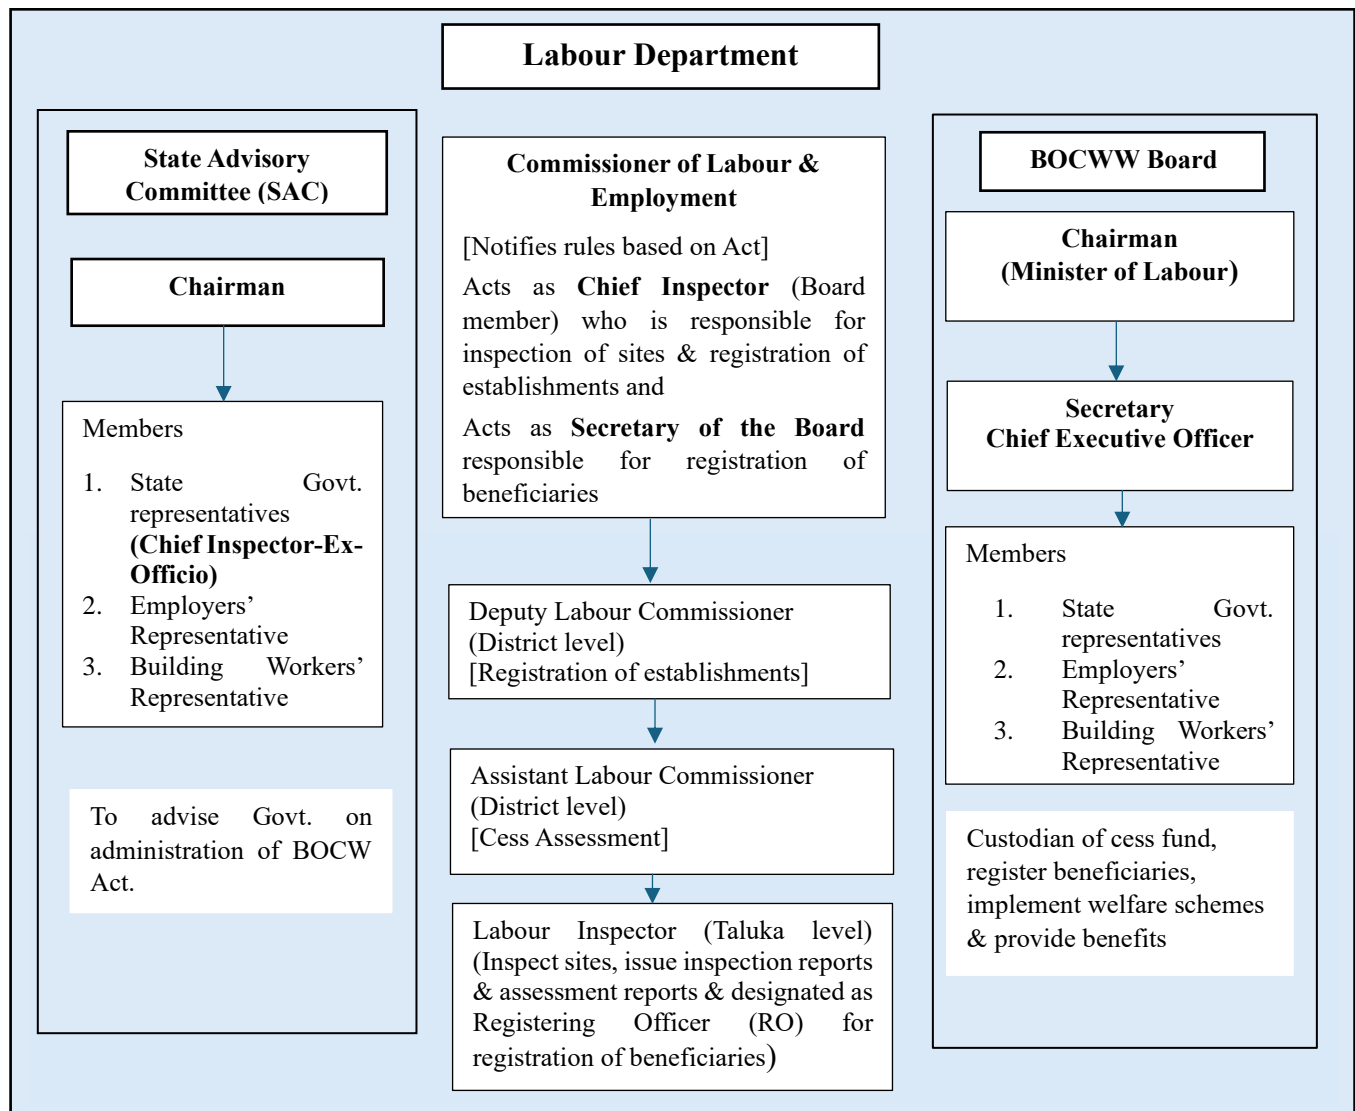 Labour Department
State Advisory
Committee (SAC)
Chairman
Members
1. State Govt.
representatives
(Chief Inspector-Ex-
Officio)
2. Employers’
Representative
3. Building Workers’
Representative
To advise Govt. on
administration of BOCW
Act.
Commissioner of Labour &
Employment
[Notifies rules based on Act]
Acts as Chief Inspector (Board
member) who is responsible for
inspection of sites & registration of
establishments and
Acts as Secretary of the Board
responsible for registration of
beneficiaries
Deputy Labour Commissioner
(District level)
[Registration of establishments]
Assistant Labour Commissioner
(District level)
[Cess Assessment]
Labour Inspector (Taluka level)
(Inspect sites, issue inspection reports
& assessment reports & designated as
Registering Officer (RO) for
registration of beneficiaries)
BOCWW Board
Chairman
(Minister of Labour)
Secretary
Chief Executive Officer
Members
1. State Govt.
representatives
2. Employers’
Representative
3. Building Workers’
Representative
Custodian of cess fund,
register beneficiaries,
implement welfare schemes
& provide benefits